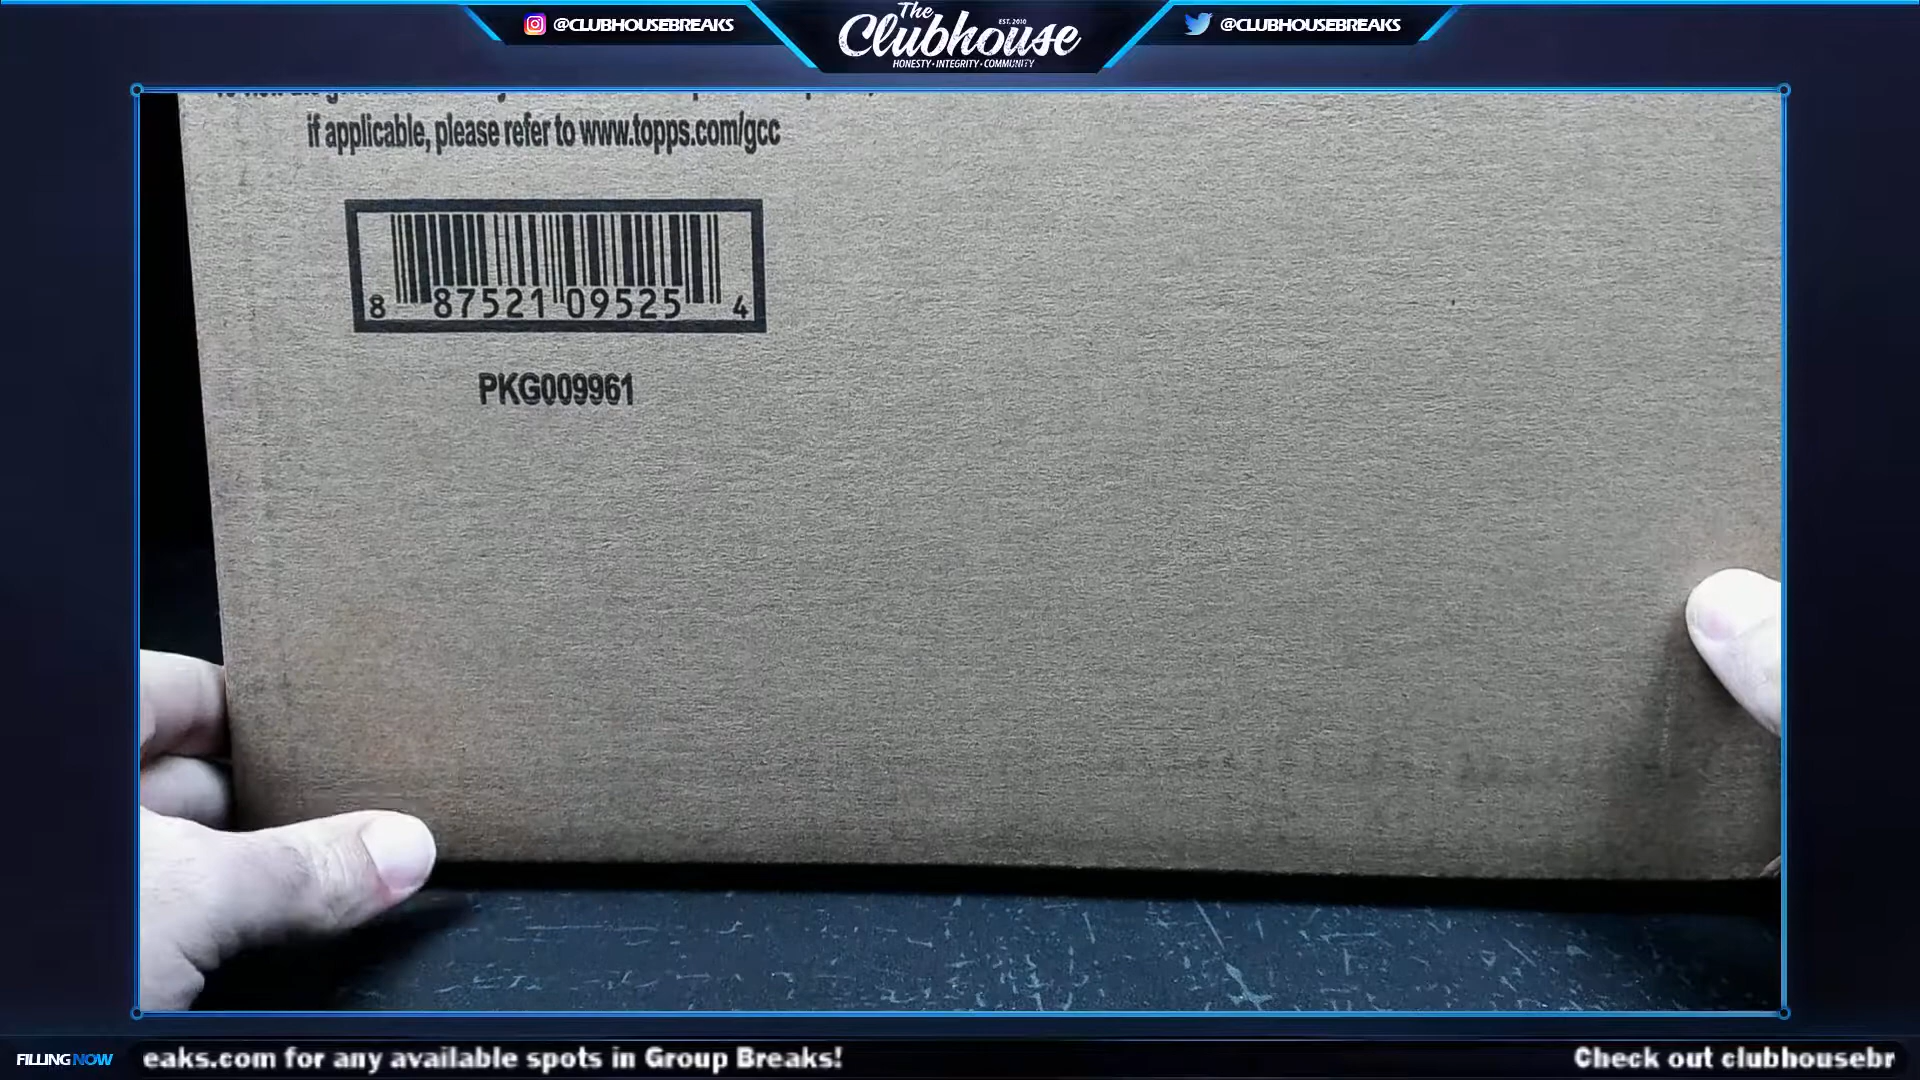 @CLUBHOUSEBREAKS
The Clubhouse
EST. 2010
HONESTY • INTEGRITY • COMMUNITY
@CLUBHOUSEBREAKS
if applicable, please refer to www.topps.com/gcc
8 87521 09525 4
PKG009961
FILLING NOW
eaks.com for any available spots in Group Breaks!
Check out clubhousebr